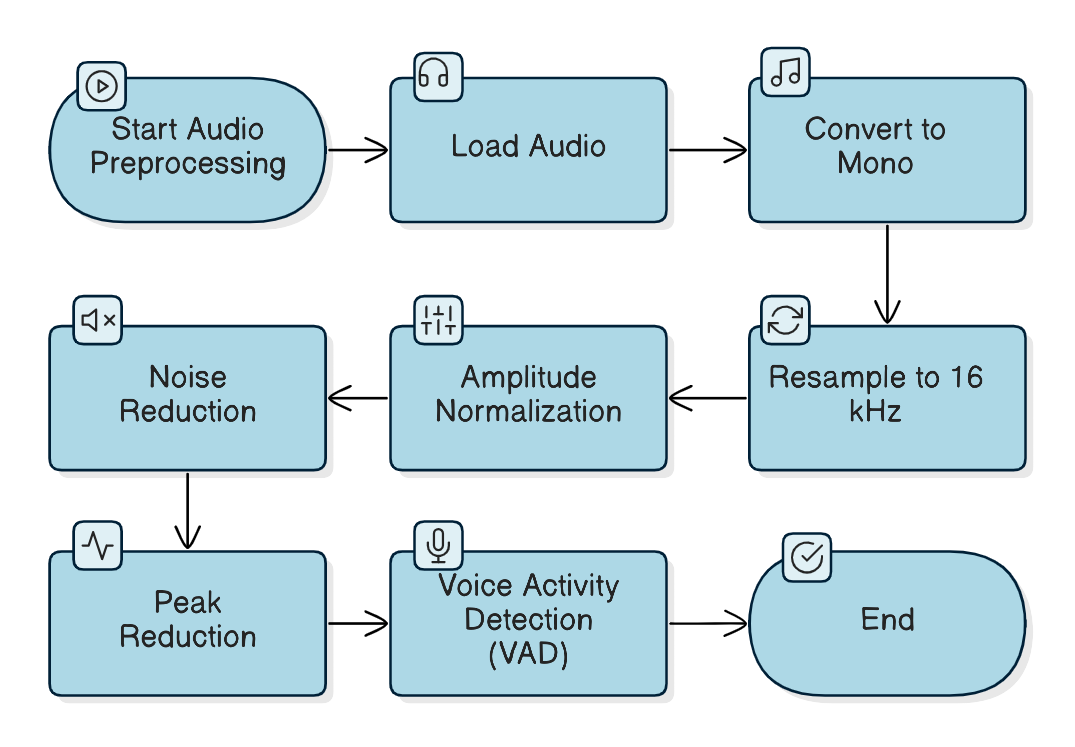 Start Audio
Preprocessing
Load Audio
Convert to
Mono
Resample to 16
kHz
Amplitude
Normalization
Noise
Reduction
Peak
Reduction
Voice Activity
Detection
(VAD)
End